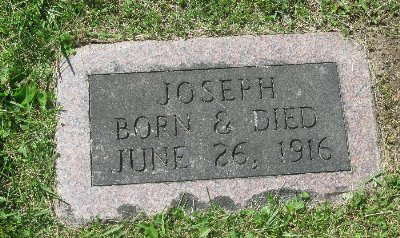 JOSEPH
BORN & DIED
JUNE 26, 1916